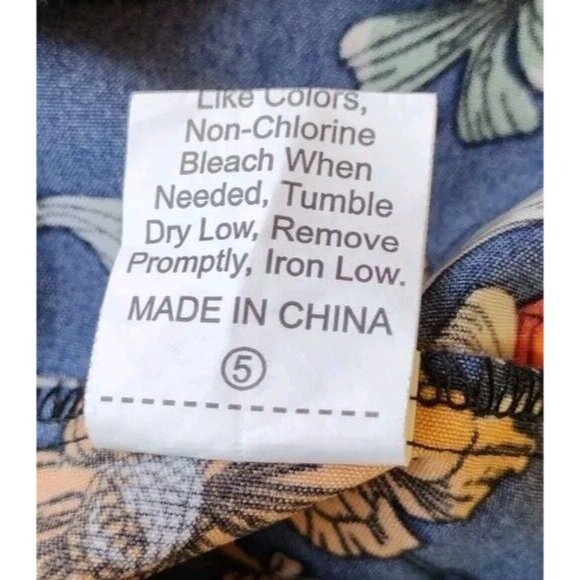 Like Colors,
Non-Chlorine
Bleach When
Needed, Tumble
Dry Low, Remove
Promptly, Iron Low.
MADE IN CHINA
⑤